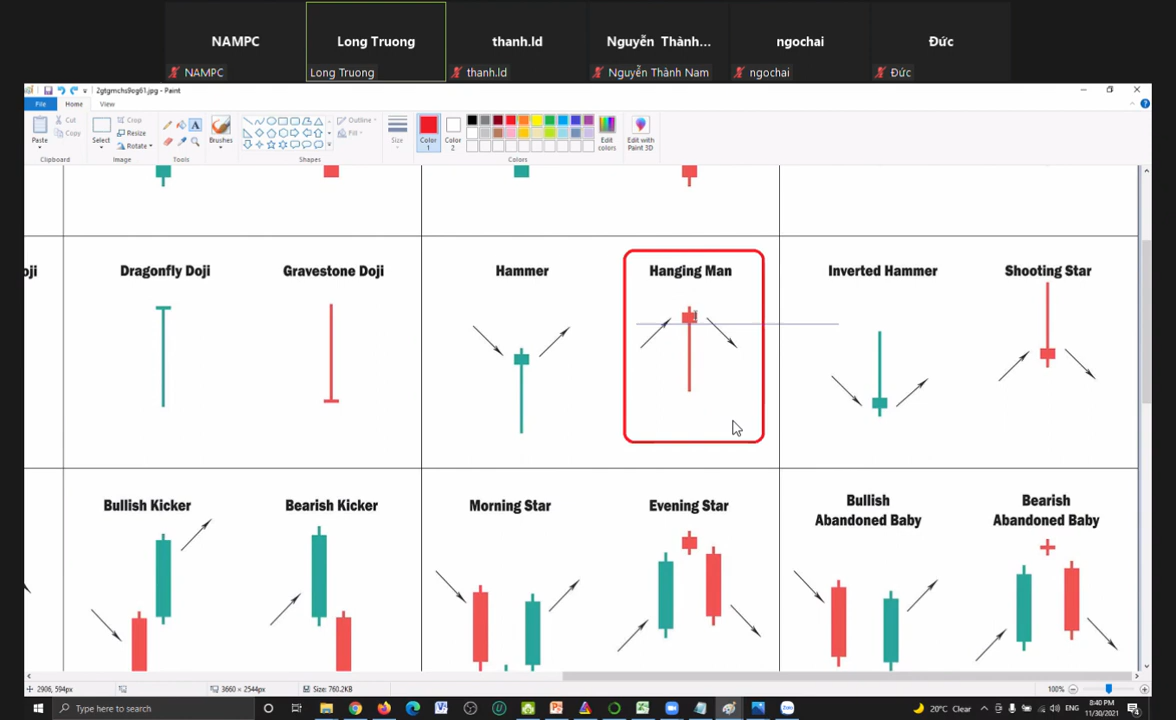 NAMPC
Long Truong
thanh.ld
Nguyễn Thành...
ngochai
Đức
NAMPC
Long Truong
thanh.ld
Nguyễn Thành Nam
ngochai
Đức
2gtgmchs9og61.jpg - Paint
File
Home
View
Paste
Cut
Copy
Clipboard
Select
Crop
Resize
Rotate
Image
Tools
Brushes
Shapes
Outline
Fill
Size
Color
1
Color
2
Colors
Edit
colors
Edit with
Paint 3D
oji
Dragonfly Doji
Gravestone Doji
Hammer
Hanging Man
Inverted Hammer
Shooting Star
Bullish Kicker
Bearish Kicker
Morning Star
Evening Star
Bullish
Abandoned Baby
Bearish
Abandoned Baby
2906, 594px
3660 × 2544px
Size: 760.2KB
100%
Type here to search
20°C Clear
ENG
8:40 PM
11/30/2021
4